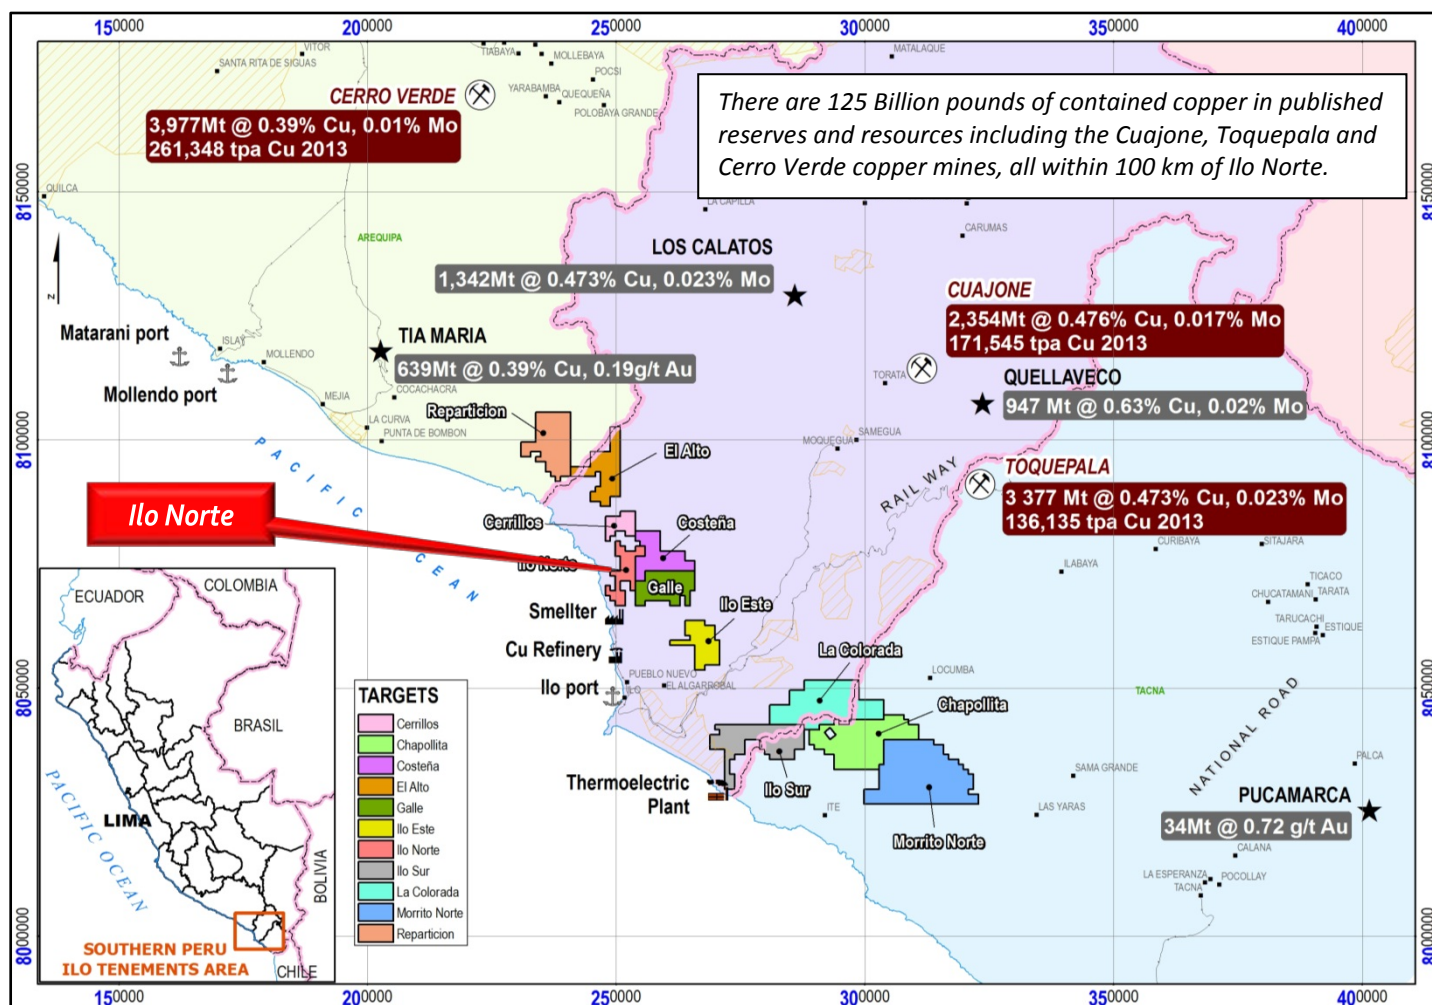 150000 200000 250000 300000 350000 400000
VITOR
TIABAYA
MOLLEBAYA
MATALAQUE
SANTA RITA DE SIGUAS
POCSI
CERRO VERDE
YARABAMBA
QUEQUEÑA
POLOBAYA GRANDE
3,977Mt @ 0.39% Cu, 0.01% Mo
261,348 tpa Cu 2013
There are 125 Billion pounds of contained copper in published
reserves and resources including the Cuajone, Toquepala and
Cerro Verde copper mines, all within 100 km of Ilo Norte.
8150000
8150000
QUILCA
LA CAPILLA
CARUMAS
AREQUIPA
LOS CALATOS
1,342Mt @ 0.473% Cu, 0.023% Mo
N
CUAJONE
2,354Mt @ 0.476% Cu, 0.017% Mo
171,545 tpa Cu 2013
Matarani port
ISLAY
MOLLENDO
TIA MARIA
639Mt @ 0.39% Cu, 0.19g/t Au
Mollendo port
MEJIA
COCACHACRA
TORATA
QUELLAVECO
947 Mt @ 0.63% Cu, 0.02% Mo
LA CURVA
PUNTA DE BOMBON
Reparticion
El Alto
8100000
8100000
MOQUEGUA
SAMEGUA
PACIFIC OCEAN
RAIL WAY
TOQUEPALA
3 377 Mt @ 0.473% Cu, 0.023% Mo
136,135 tpa Cu 2013
Ilo Norte
Cerrillos
Costeña
Ilo Norte
Galle
CURIBAYA
SITAJARA
ILABAYA
TICACO
TARATA
CHUCATAMANI
TARUCACHI
ESTIQUE
ESTIQUE PAMPA
Smellter
Ilo Este
Cu Refinery
La Colorada
LOCUMBA
PUEBLO NUEVO
EL ALGARROBAL
Ilo port
ILO
TACNA
8050000
8050000
Chapollita
NATIONAL ROAD
Thermoelectric
Plant
Ilo Sur
ITE
SAMA GRANDE
LAS YARAS
Morrito Norte
PALCA
PUCAMARCA
34Mt @ 0.72 g/t Au
CALANA
LA ESPERANZA
POCOLLAY
TACNA
8000000
8000000
TARGETS
Cerrillos
Chapollita
Costeña
El Alto
Galle
Ilo Este
Ilo Norte
Ilo Sur
La Colorada
Morrito Norte
Reparticion
COLOMBIA
ECUADOR
BRASIL
LIMA
PACIFIC OCEAN
BOLIVIA
SOUTHERN PERU
ILO TENEMENTS AREA
CHILE
150000 200000 250000 300000 350000 400000